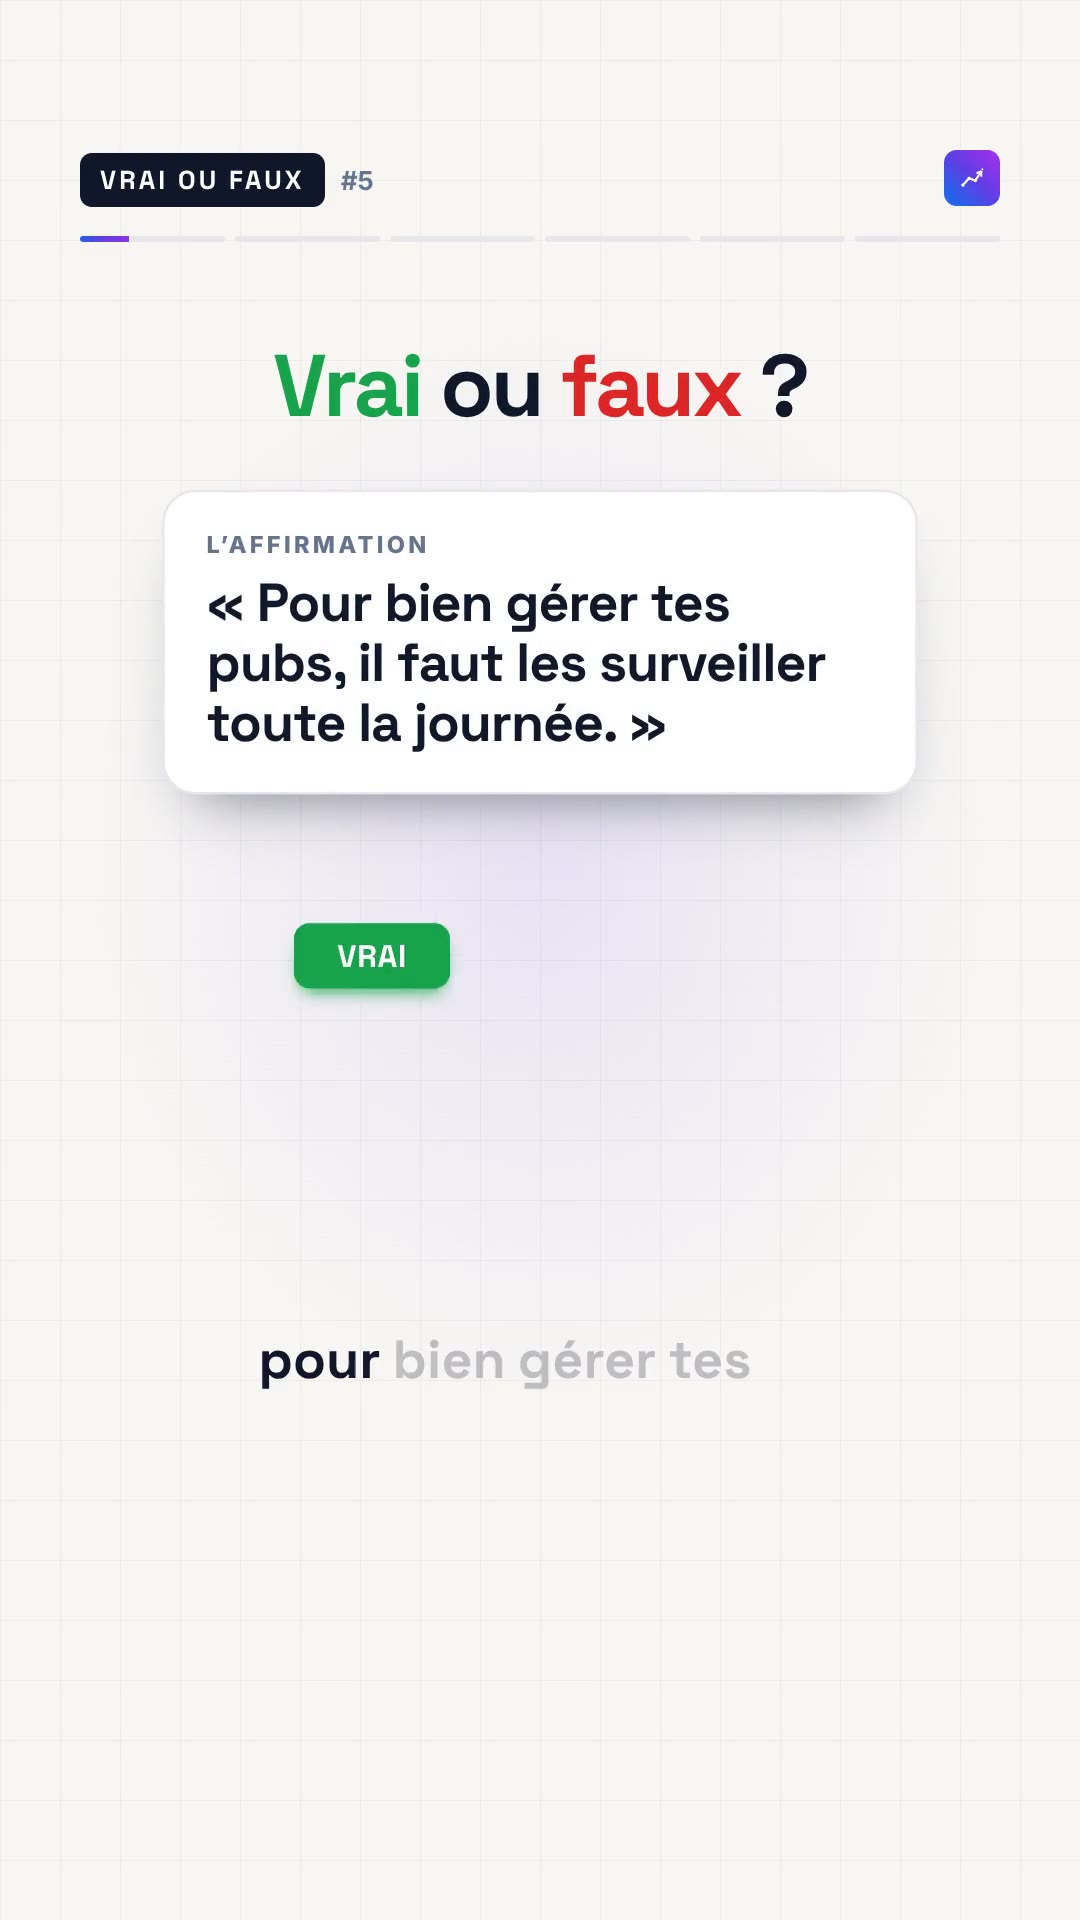 VRAI OU FAUX #5
Vrai ou faux ?
L'AFFIRMATION
« Pour bien gérer tes
pubs, il faut les surveiller
toute la journée. »
VRAI
pour bien gérer tes